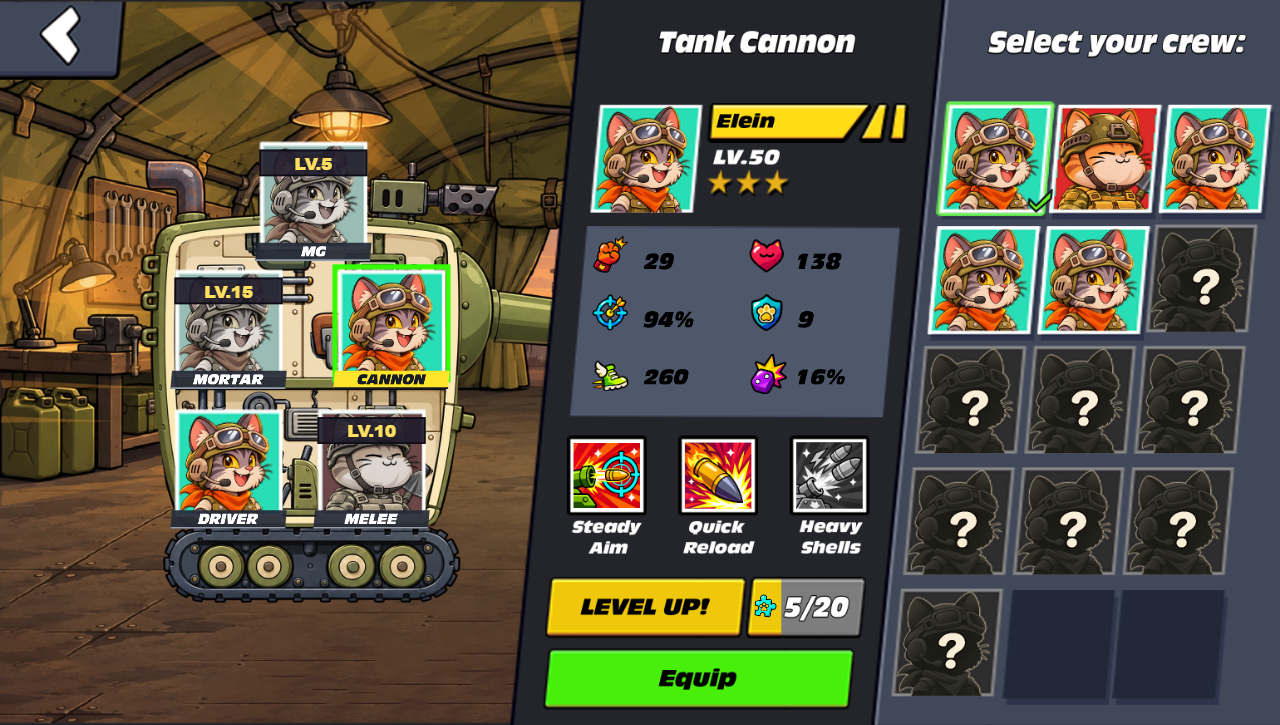 LV.5
MG
LV.15
MORTAR
CANNON
LV.10
DRIVER
MELEE
Tank Cannon
Elein
LV.50
29
138
94%
9
260
16%
Steady
Aim
Quick
Reload
Heavy
Shells
LEVEL UP!
5/20
Equip
Select your crew:
?
?
?
?
?
?
?
?